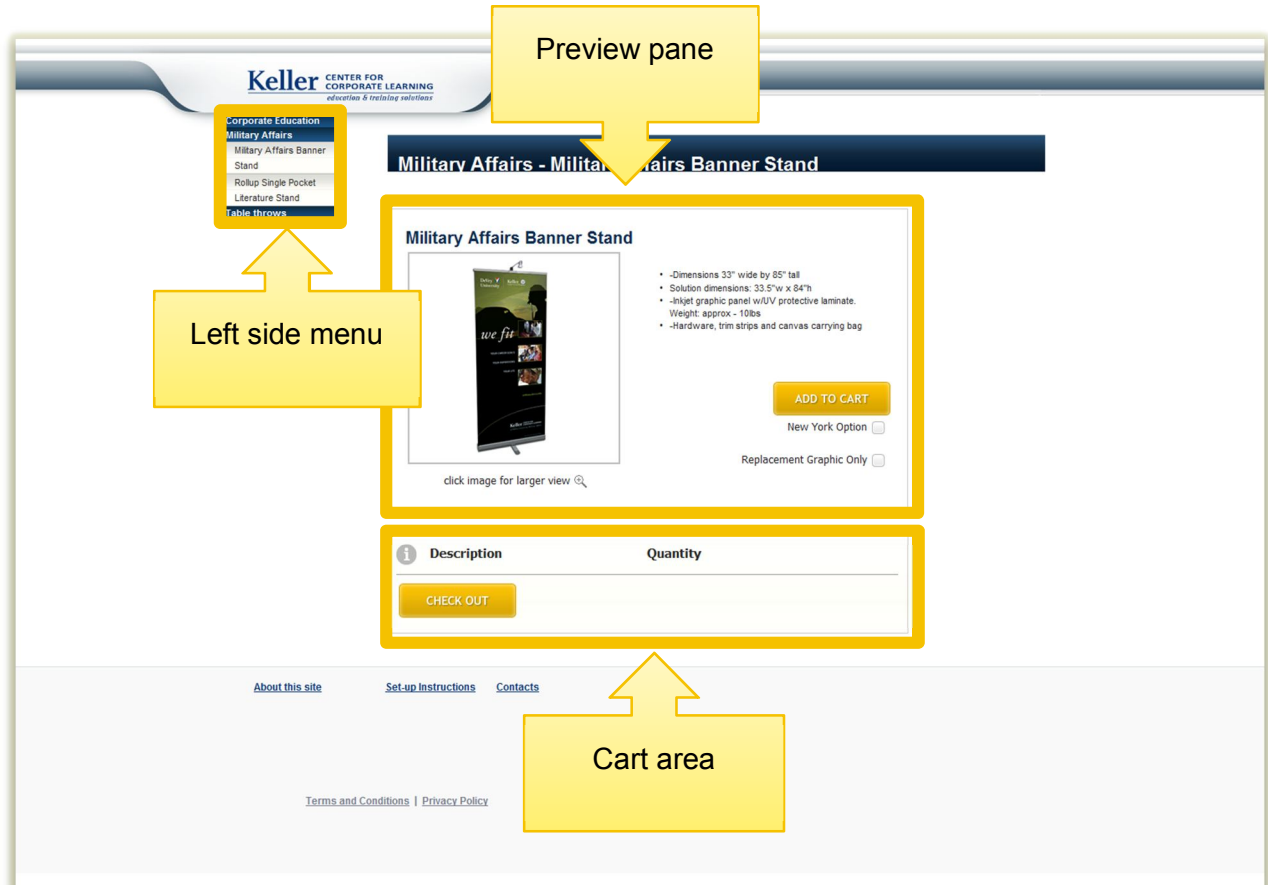 Preview pane
Keller CENTER FOR
CORPORATE LEARNING
education & training solutions
Corporate Education
Military Affairs
Military Affairs Banner
Stand
Rollup Single Pocket
Literature Stand
Table throws
Left side menu
Military Affairs - Military Affairs Banner Stand
Military Affairs Banner Stand
we fit
Keller
click image for larger view
• -Dimensions 33" wide by 85" tall
• Solution dimensions: 33.5"w x 84"h
• -Inkjet graphic panel w/UV protective laminate.
Weight: approx - 10lbs
• -Hardware, trim strips and canvas carrying bag
ADD TO CART
New York Option
Replacement Graphic Only
i Description Quantity
CHECK OUT
About this site Set-up Instructions Contacts
Cart area
Terms and Conditions | Privacy Policy